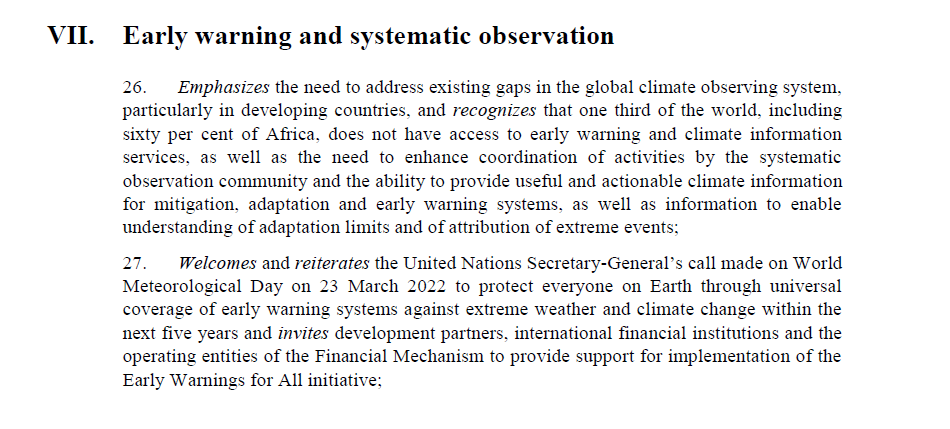 VII. Early warning and systematic observation
26. Emphasizes the need to address existing gaps in the global climate observing system,
particularly in developing countries, and recognizes that one third of the world, including
sixty per cent of Africa, does not have access to early warning and climate information
services, as well as the need to enhance coordination of activities by the systematic
observation community and the ability to provide useful and actionable climate information
for mitigation, adaptation and early warning systems, as well as information to enable
understanding of adaptation limits and of attribution of extreme events;
27. Welcomes and reiterates the United Nations Secretary-General’s call made on World
Meteorological Day on 23 March 2022 to protect everyone on Earth through universal
coverage of early warning systems against extreme weather and climate change within the
next five years and invites development partners, international financial institutions and the
operating entities of the Financial Mechanism to provide support for implementation of the
Early Warnings for All initiative;